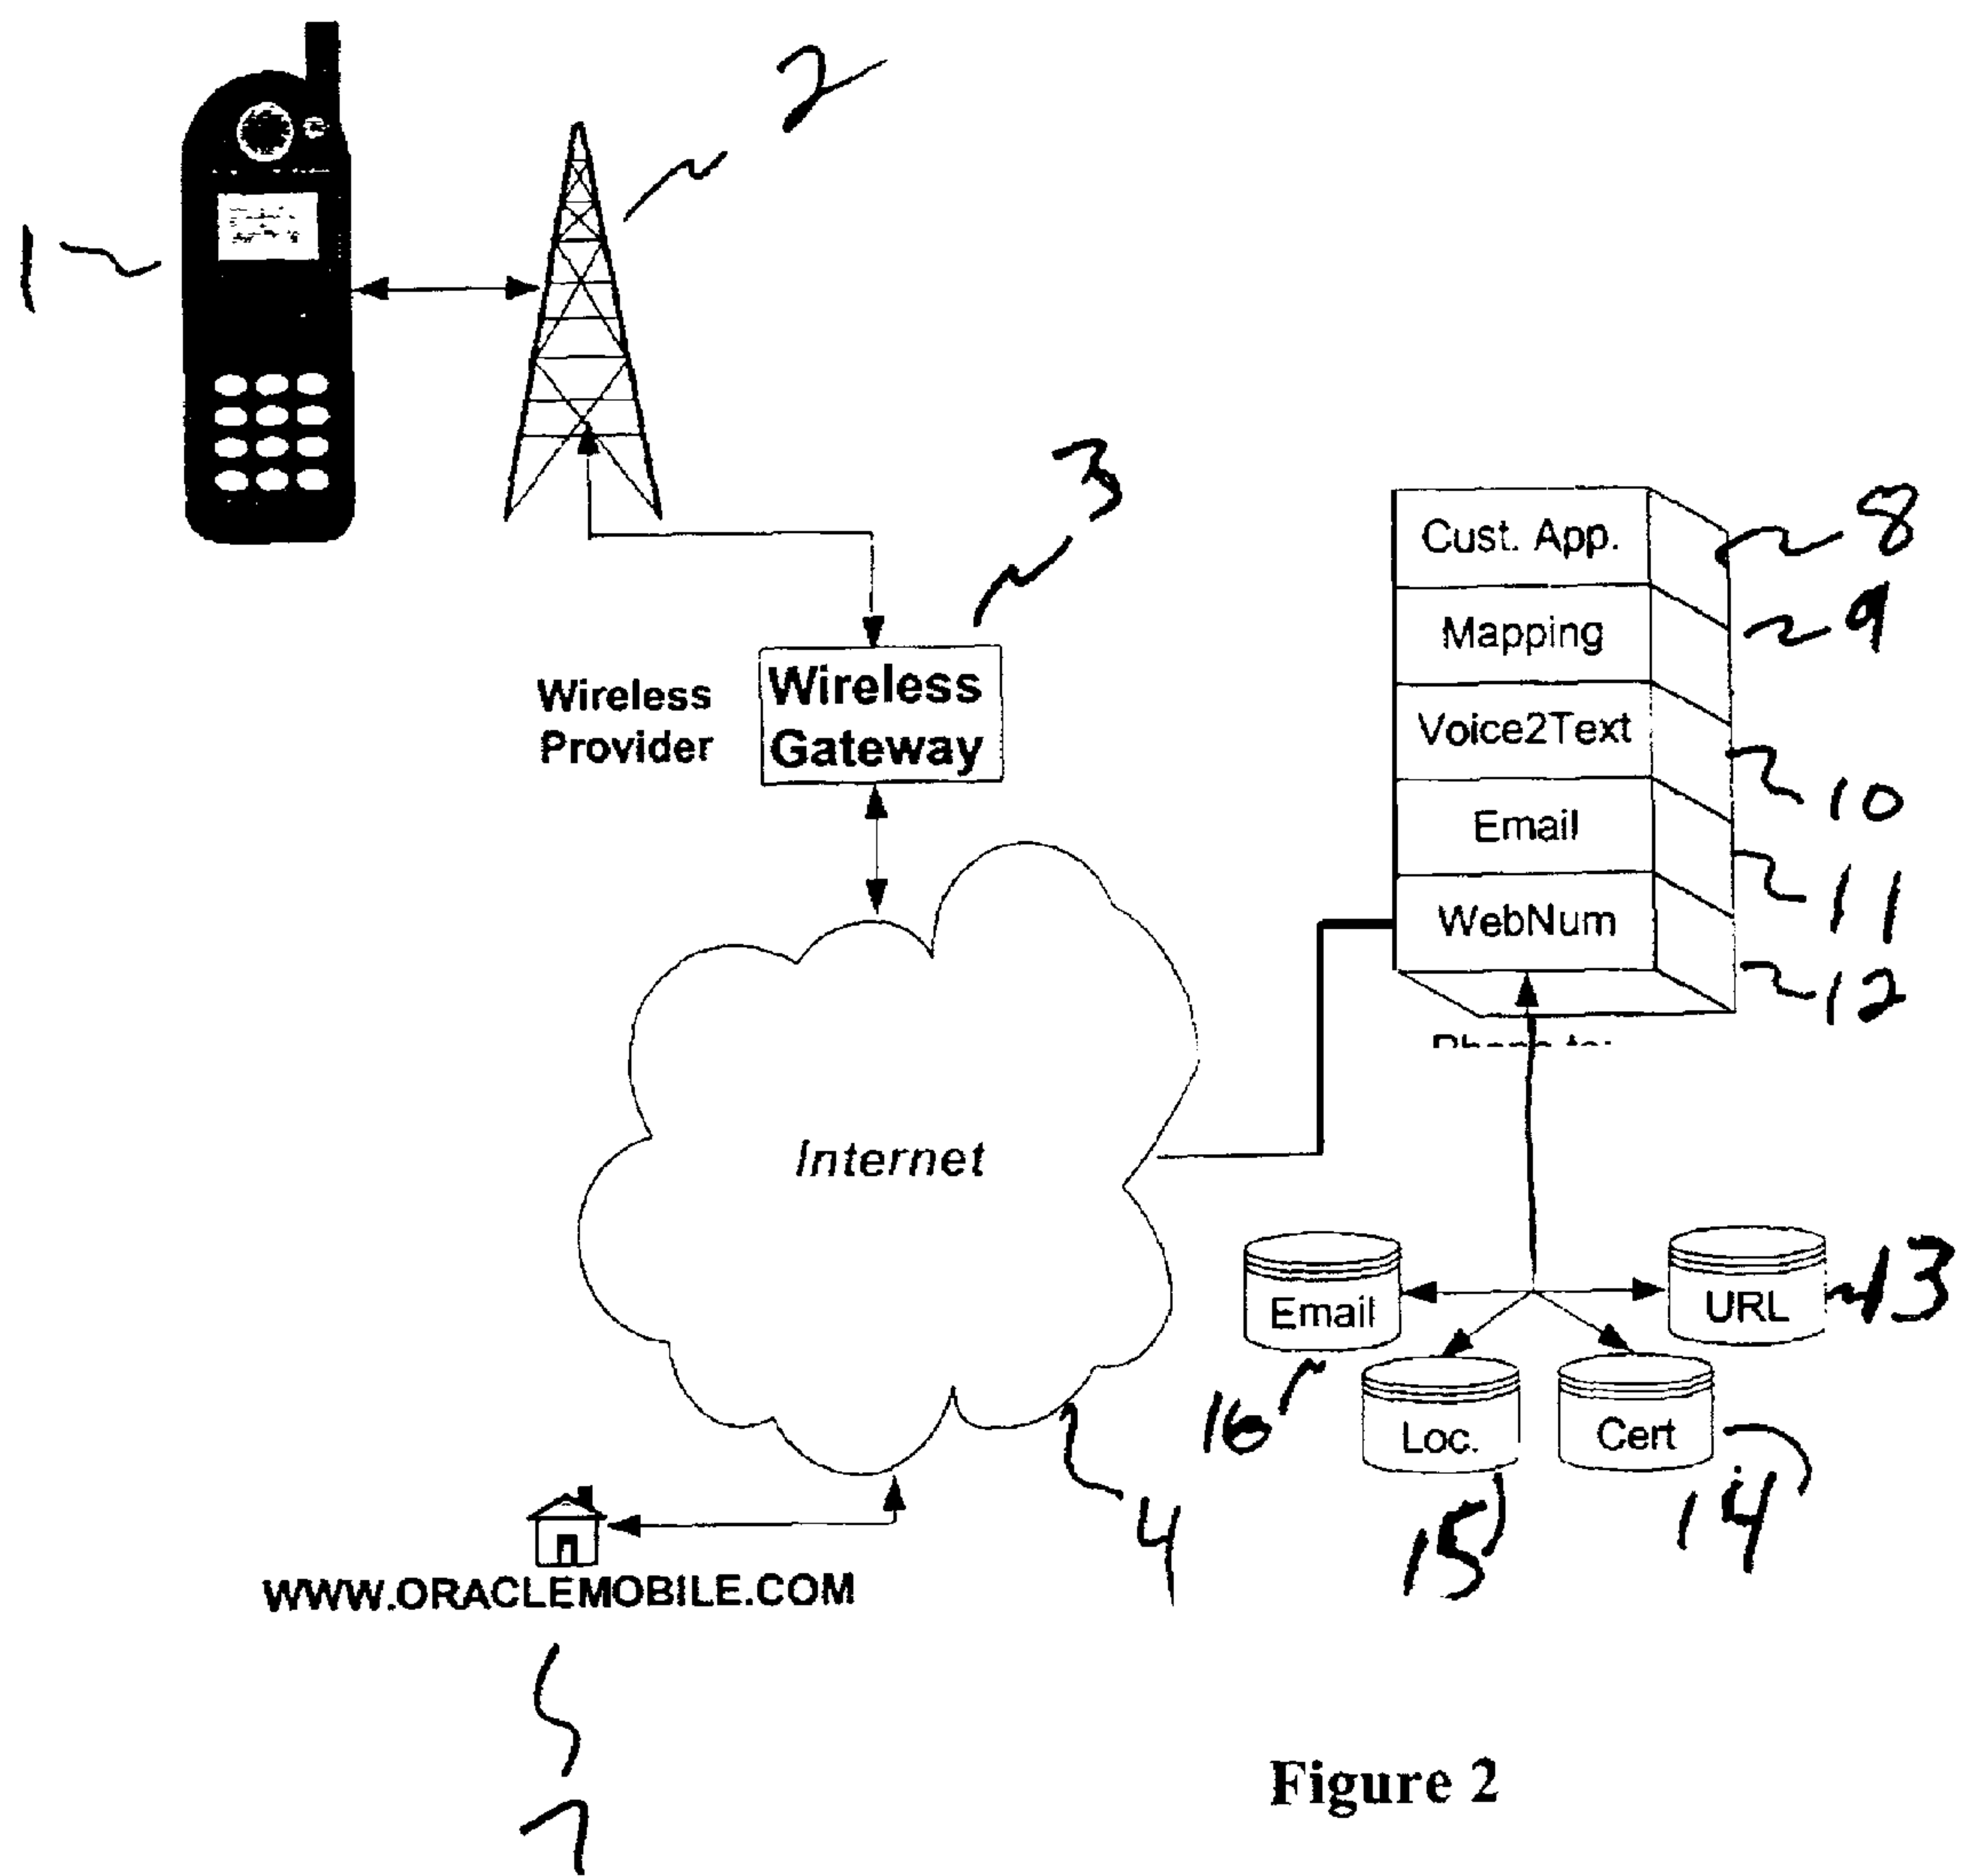 1
2
3
Wireless
Provider
Wireless
Gateway
Cust. App.
8
Mapping
9
Voice2Text
10
Email
11
WebNum
12
Internet
4
Email
16
URL
13
Loc.
15
Cert
14
WWW.ORACLEMOBILE.COM
7
Figure 2